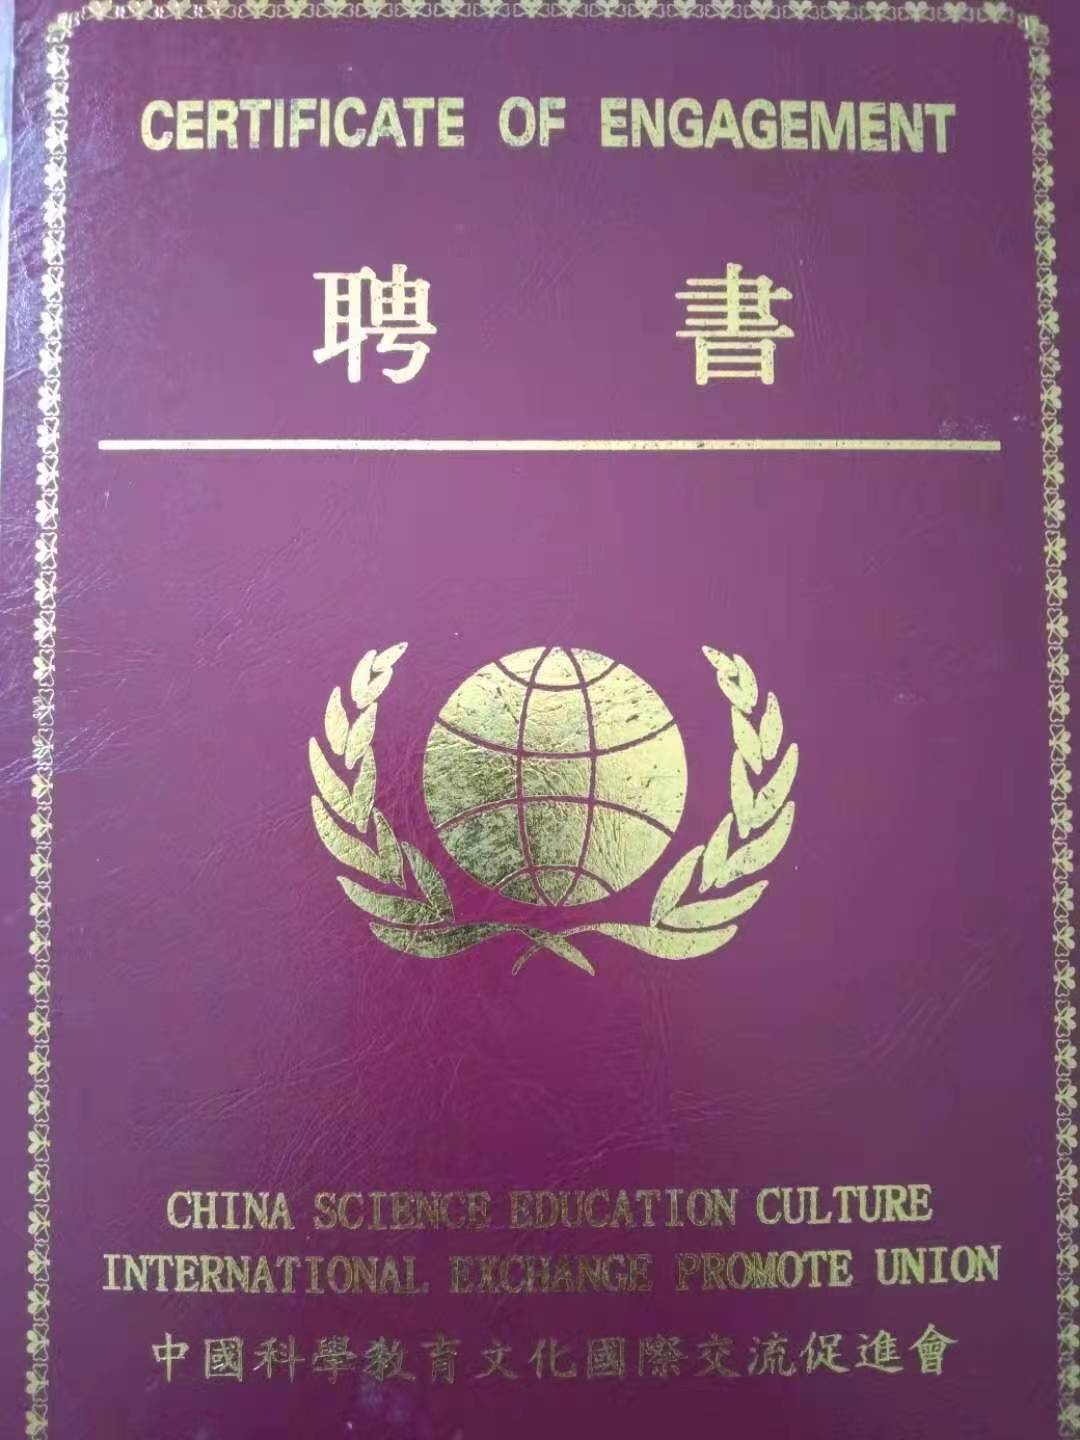 CERTIFICATE OF ENGAGEMENT
聘書
CHINA SCIENCE EDUCATION CULTURE
INTERNATIONAL EXCHANGE PROMOTE UNION
中國科學教育文化國際交流促進會